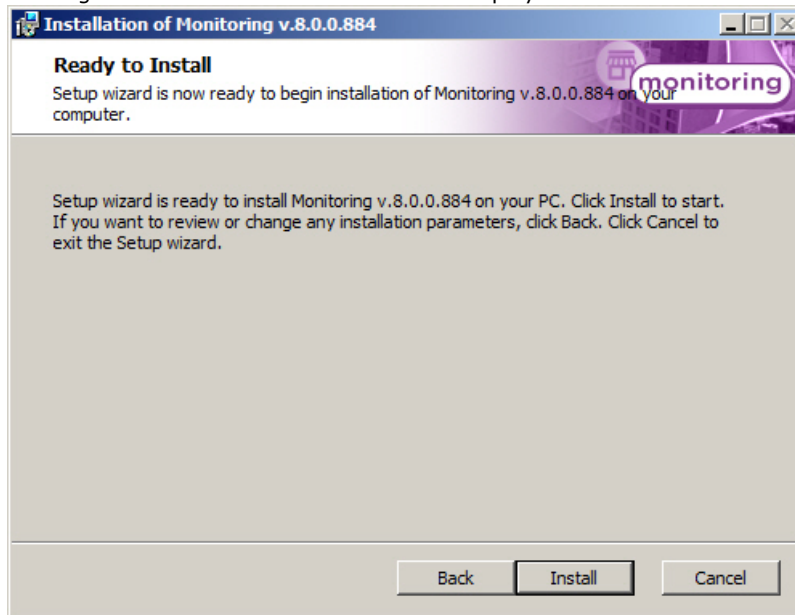 Installation of Monitoring v.8.0.0.884
Ready to Install
Setup wizard is now ready to begin installation of Monitoring v.8.0.0.884 on your
computer.
monitoring
Setup wizard is ready to install Monitoring v.8.0.0.884 on your PC. Click Install to start.
If you want to review or change any installation parameters, click Back. Click Cancel to
exit the Setup wizard.
Back
Install
Cancel